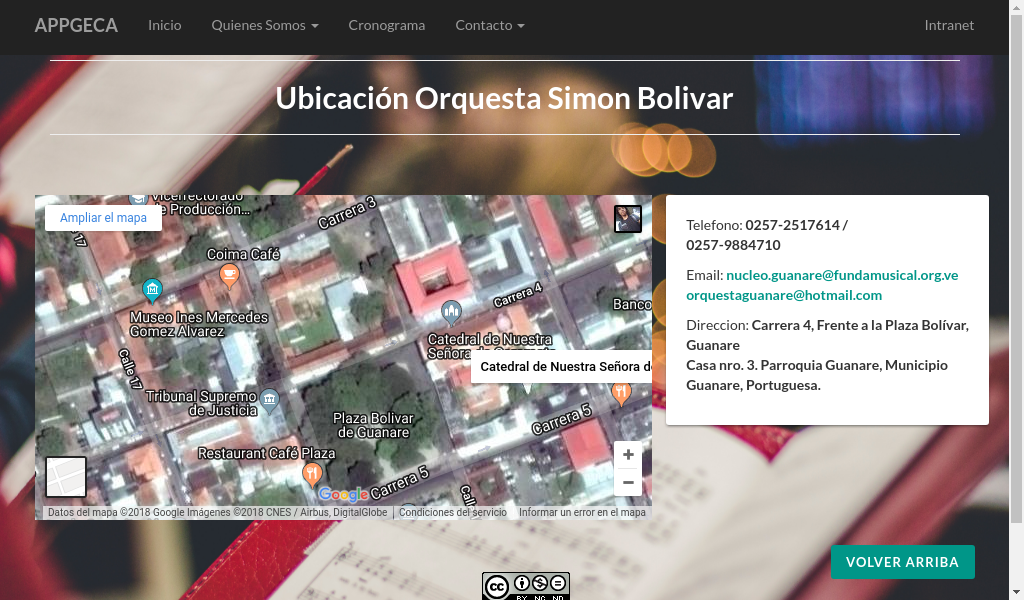 APPGECA
Inicio
Quienes Somos
Cronograma
Contacto
Intranet
Ubicación Orquesta Simon Bolivar
Vicerrectorado
de Producción...
Ampliar el mapa
Carrera 3
17
Coima Café
Carrera 4
Banco
Museo Ines Mercedes
Gomez Alvarez
Catedral de Nuestra
Señora de
Catedral de Nuestra Señora d
Calle 17
Tribunal Supremo
de Justicia
Plaza Bolivar
de Guanare
Carrera 5
Restaurant Café Plaza
Google
Carrera 5
Cal
Datos del mapa ©2018 Google Imágenes ©2018 CNES / Airbus, DigitalGlobe
Condiciones del servicio
Informar un error en el mapa
Telefono: 0257-2517614 /
0257-9884710
Email: nucleo.guanare@fundamusical.org.ve
orquestaguanare@hotmail.com
Direccion: Carrera 4, Frente a la Plaza Bolívar,
Guanare
Casa nro. 3. Parroquia Guanare, Municipio
Guanare, Portuguesa.
VOLVER ARRIBA
cc
BY NC ND